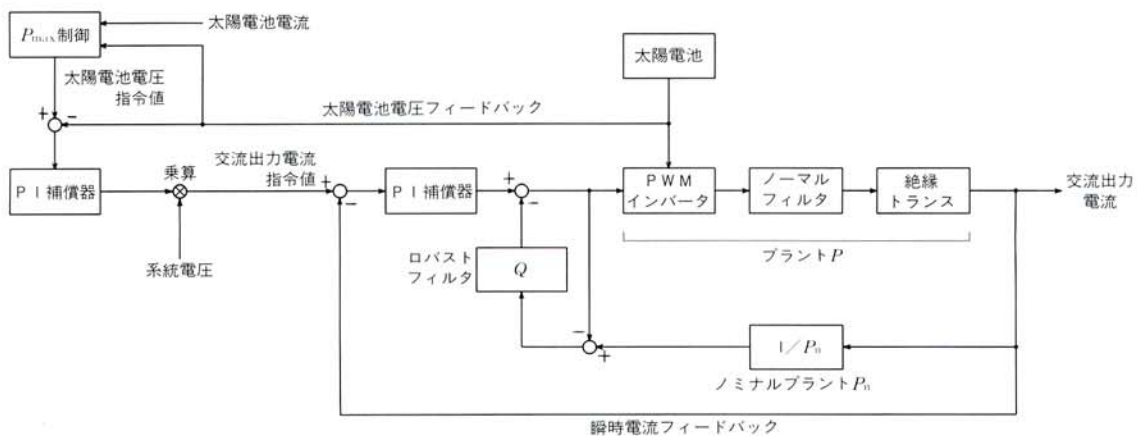 Pmax制御
太陽電池電流
太陽電池電圧
指令値
太陽電池
太陽電池電圧フィードバック
+
−
PI補償器
乗算
系統電圧
交流出力電流
指令値
+
−
PI補償器
+
−
PWM
インバータ
ノーマル
フィルタ
絶縁
トランス
交流出力
電流
プラントP
ロバスト
フィルタ
Q
−
+
1/Pn
ノミナルプラントPn
瞬時電流フィードバック